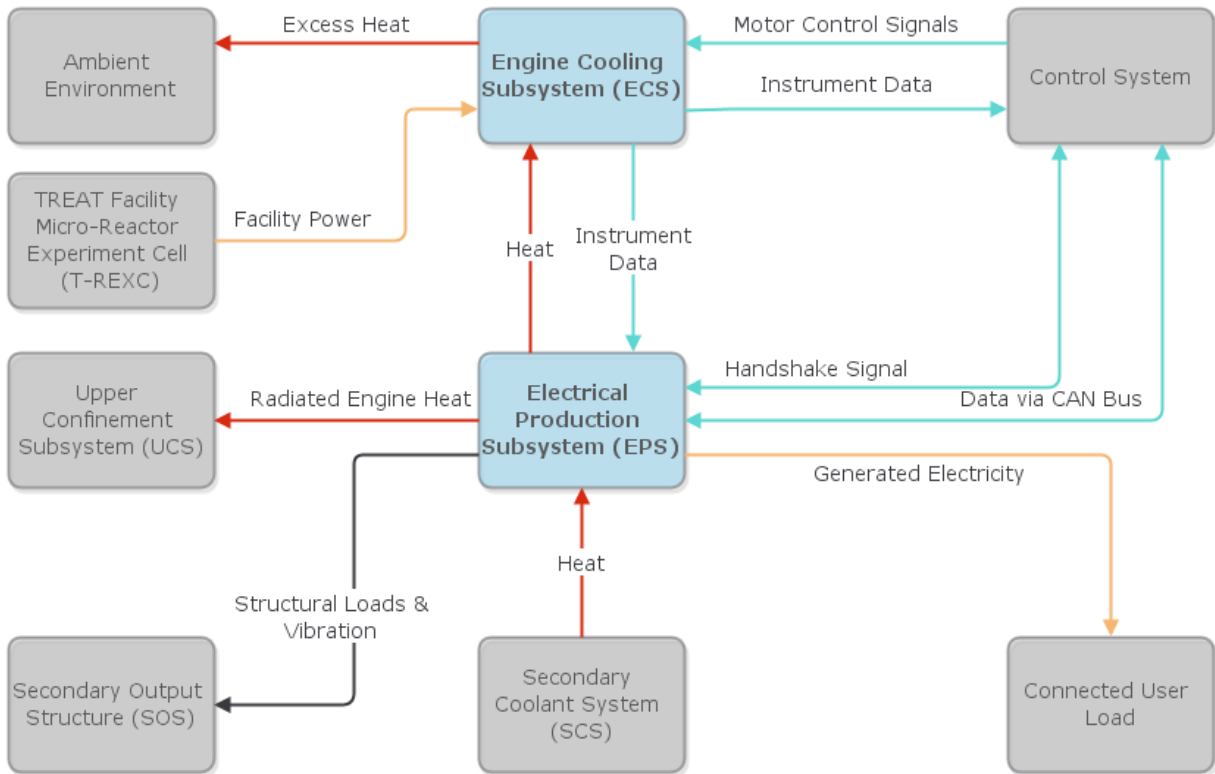 Excess Heat
Motor Control Signals
Ambient
Environment
Engine Cooling
Subsystem (ECS)
Control System
Instrument Data
TREAT Facility
Micro-Reactor
Experiment Cell
(T-REXC)
Facility Power
Heat
Instrument
Data
Handshake Signal
Upper
Confinement
Subsystem (UCS)
Radiated Engine Heat
Electrical
Production
Subsystem (EPS)
Data via CAN Bus
Generated Electricity
Heat
Structural Loads &
Vibration
Secondary Output
Structure (SOS)
Secondary
Coolant System
(SCS)
Connected User
Load